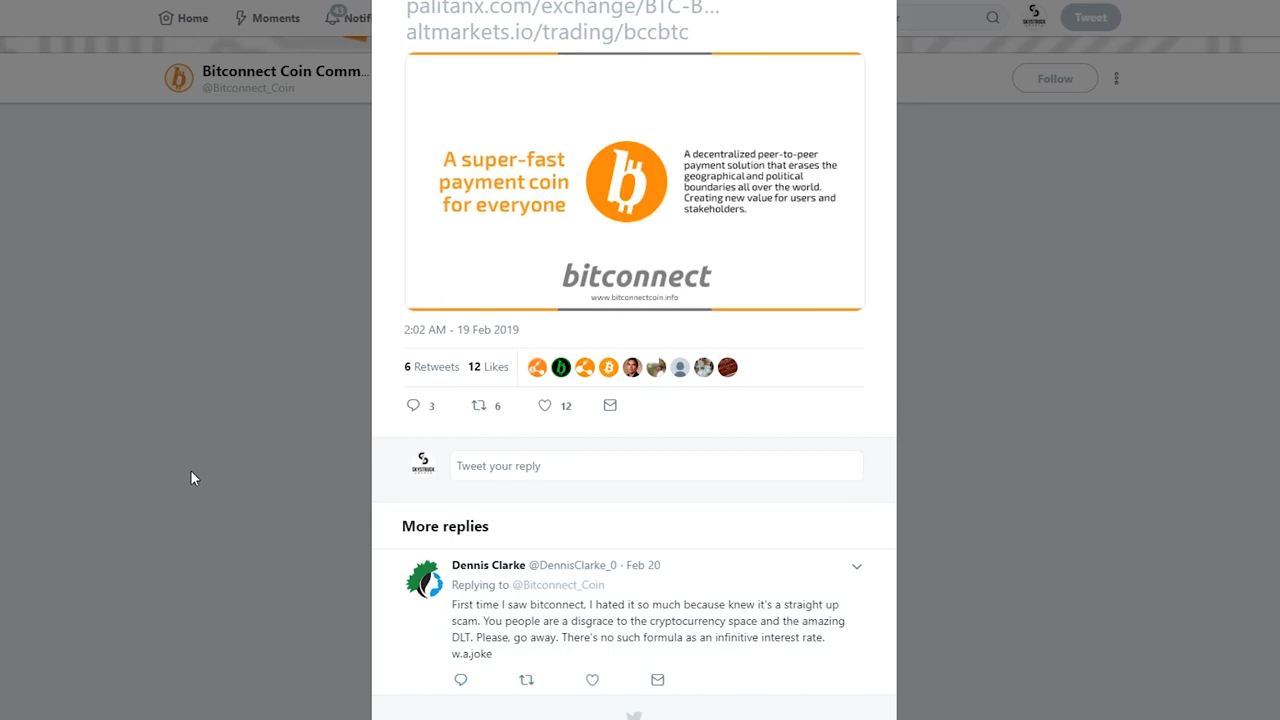 palitanx.com/exchange/BTC-B...
Home
Moments
43
Notif
Tweet
altmarkets.io/trading/bccbtc
Bitconnect Coin Comm...
@Bitconnect_Coin
Follow
A super-fast
payment coin
for everyone
A decentralized peer-to-peer
payment solution that erases the
geographical and political
boundaries all over the world.
Creating new value for users and
stakeholders.
bitconnect
www.bitconnectcoin.info
2:02 AM - 19 Feb 2019
6 Retweets 12 Likes
3 6 12
SKYSTRUCK
Tweet your reply
More replies
Dennis Clarke @DennisClarke_0 · Feb 20
Replying to @Bitconnect_Coin
First time I saw bitconnect, I hated it so much because knew it's a straight up
scam. You people are a disgrace to the cryptocurrency space and the amazing
DLT. Please, go away. There's no such formula as an infinitive interest rate.
w.a.joke